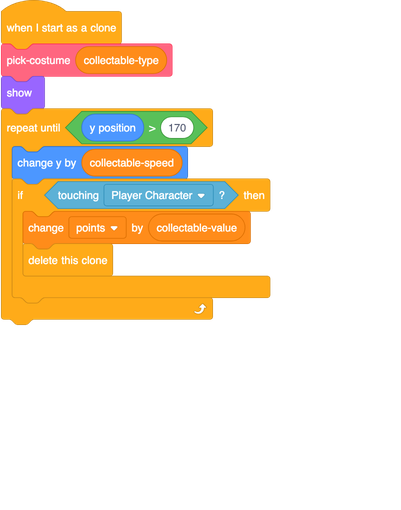 when I start as a clone
pick-costume collectable-type
show
repeat until y position > 170
change y by collectable-speed
if touching Player Character ? then
change points by collectable-value
delete this clone